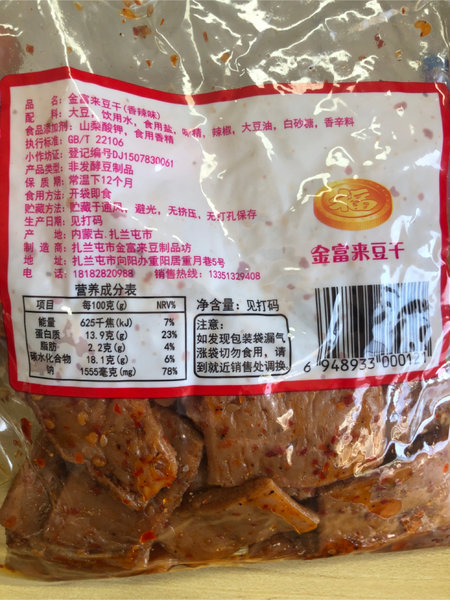 品 名：金富来豆干(香辣味)
配 料：大豆，饮用水，食用盐，味精，辣椒，大豆油，白砂糖，香辛料
食品添加剂：山梨酸钾，食用香精
执行标准：GB/T 22106
小作坊证：登记编号DJ1507830061
产品类型：非发酵豆制品
保 质 期：常温下12个月
食用方法：开袋即食
贮藏方法：贮藏于通风，避光，无挤压，无打孔保存
生产日期：见打码
产 地：内蒙古.扎兰屯市
制 造 商：扎兰屯市金富来豆制品坊
地 址：扎兰屯市向阳办重阳居重月巷5号
电 话：18182820988 销售热线：13351329408
金富来豆干
营养成分表
项目 每100克(g) NRV%
能量 625千焦(kJ) 7%
蛋白质 13.9克(g) 23%
脂肪 2.2克(g) 4%
碳水化合物 18.1克(g) 6%
钠 1555毫克(mg) 78%
净含量：见打码
注意：
如发现包装袋漏气
涨袋切勿食用，请
到就近销售处调换.
6 948933 000121